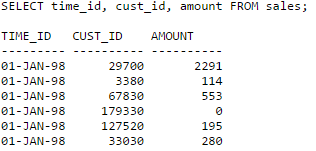 SELECT time_id, cust_id, amount FROM sales;
TIME_ID CUST_ID AMOUNT
--------- ---------- ----------
01-JAN-98 29700 2291
01-JAN-98 3380 114
01-JAN-98 67830 553
01-JAN-98 179330 0
01-JAN-98 127520 195
01-JAN-98 33030 280